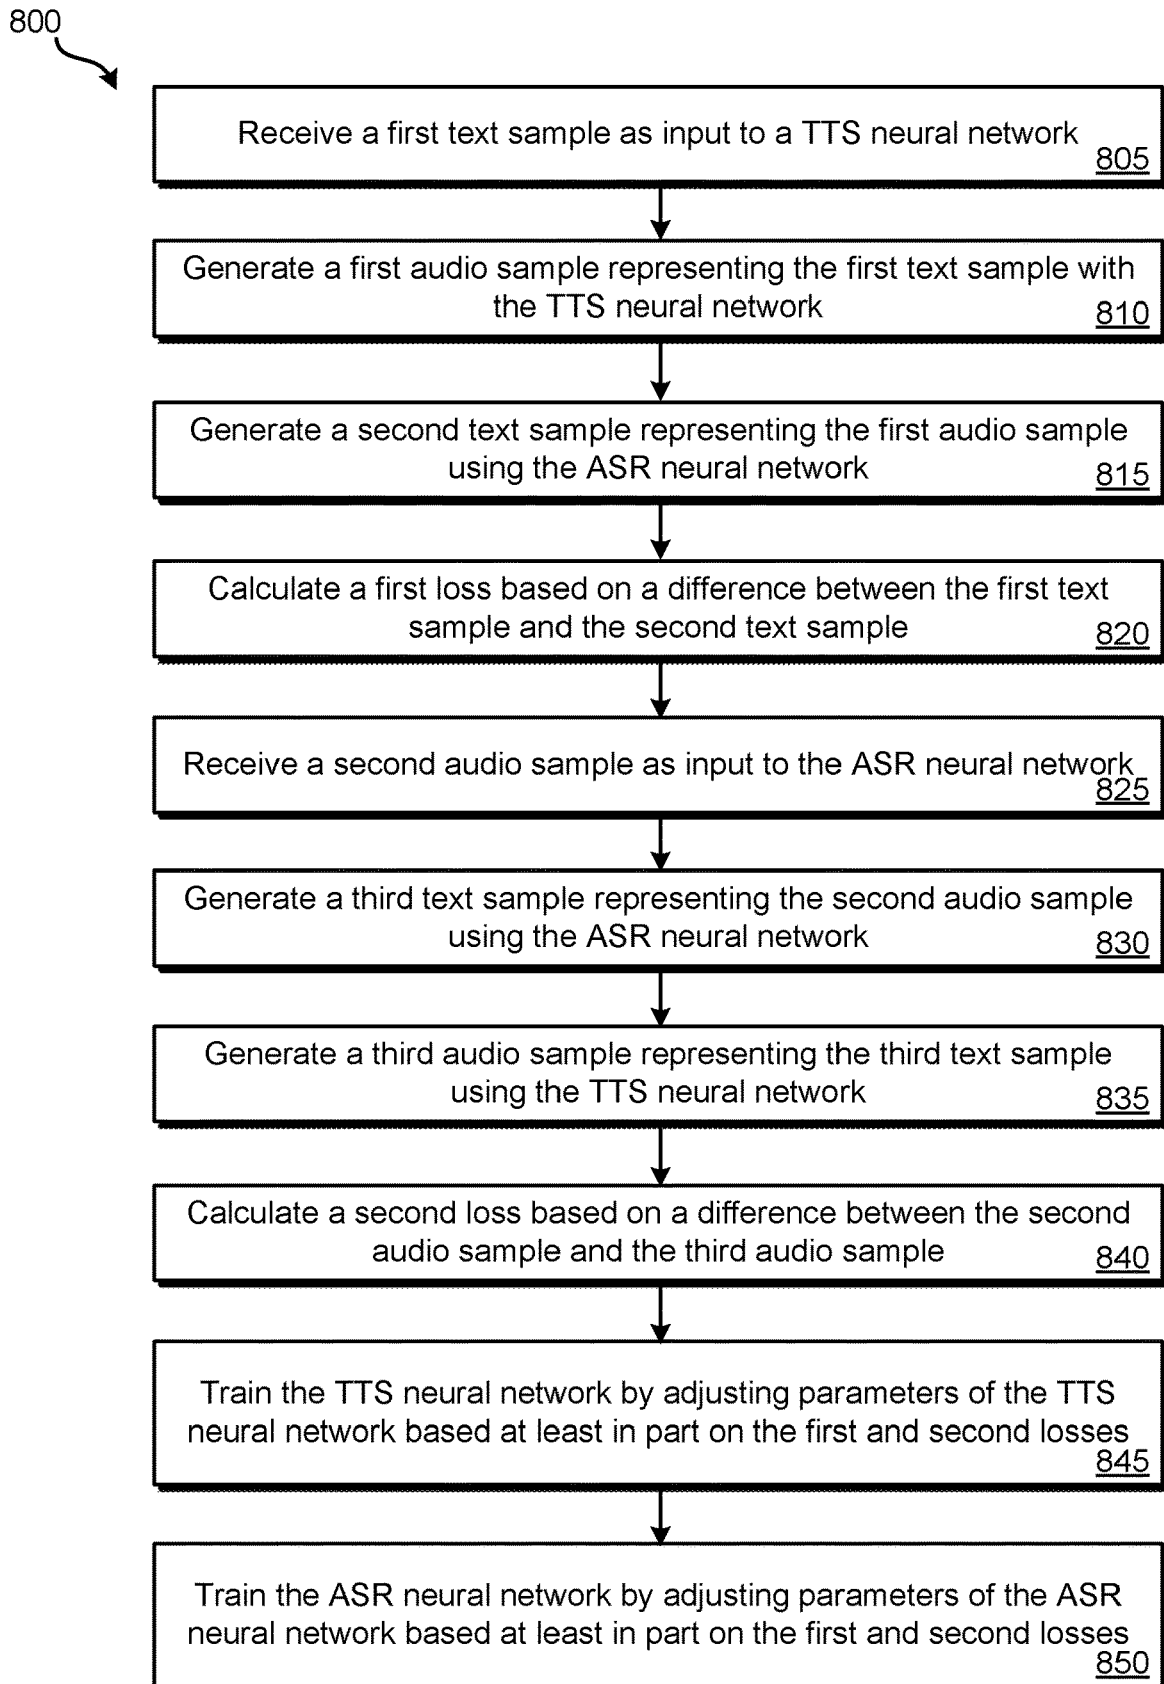 800
Receive a first text sample as input to a TTS neural network
805
Generate a first audio sample representing the first text sample with
the TTS neural network
810
Generate a second text sample representing the first audio sample
using the ASR neural network
815
Calculate a first loss based on a difference between the first text
sample and the second text sample
820
Receive a second audio sample as input to the ASR neural network
825
Generate a third text sample representing the second audio sample
using the ASR neural network
830
Generate a third audio sample representing the third text sample
using the TTS neural network
835
Calculate a second loss based on a difference between the second
audio sample and the third audio sample
840
Train the TTS neural network by adjusting parameters of the TTS
neural network based at least in part on the first and second losses
845
Train the ASR neural network by adjusting parameters of the ASR
neural network based at least in part on the first and second losses
850